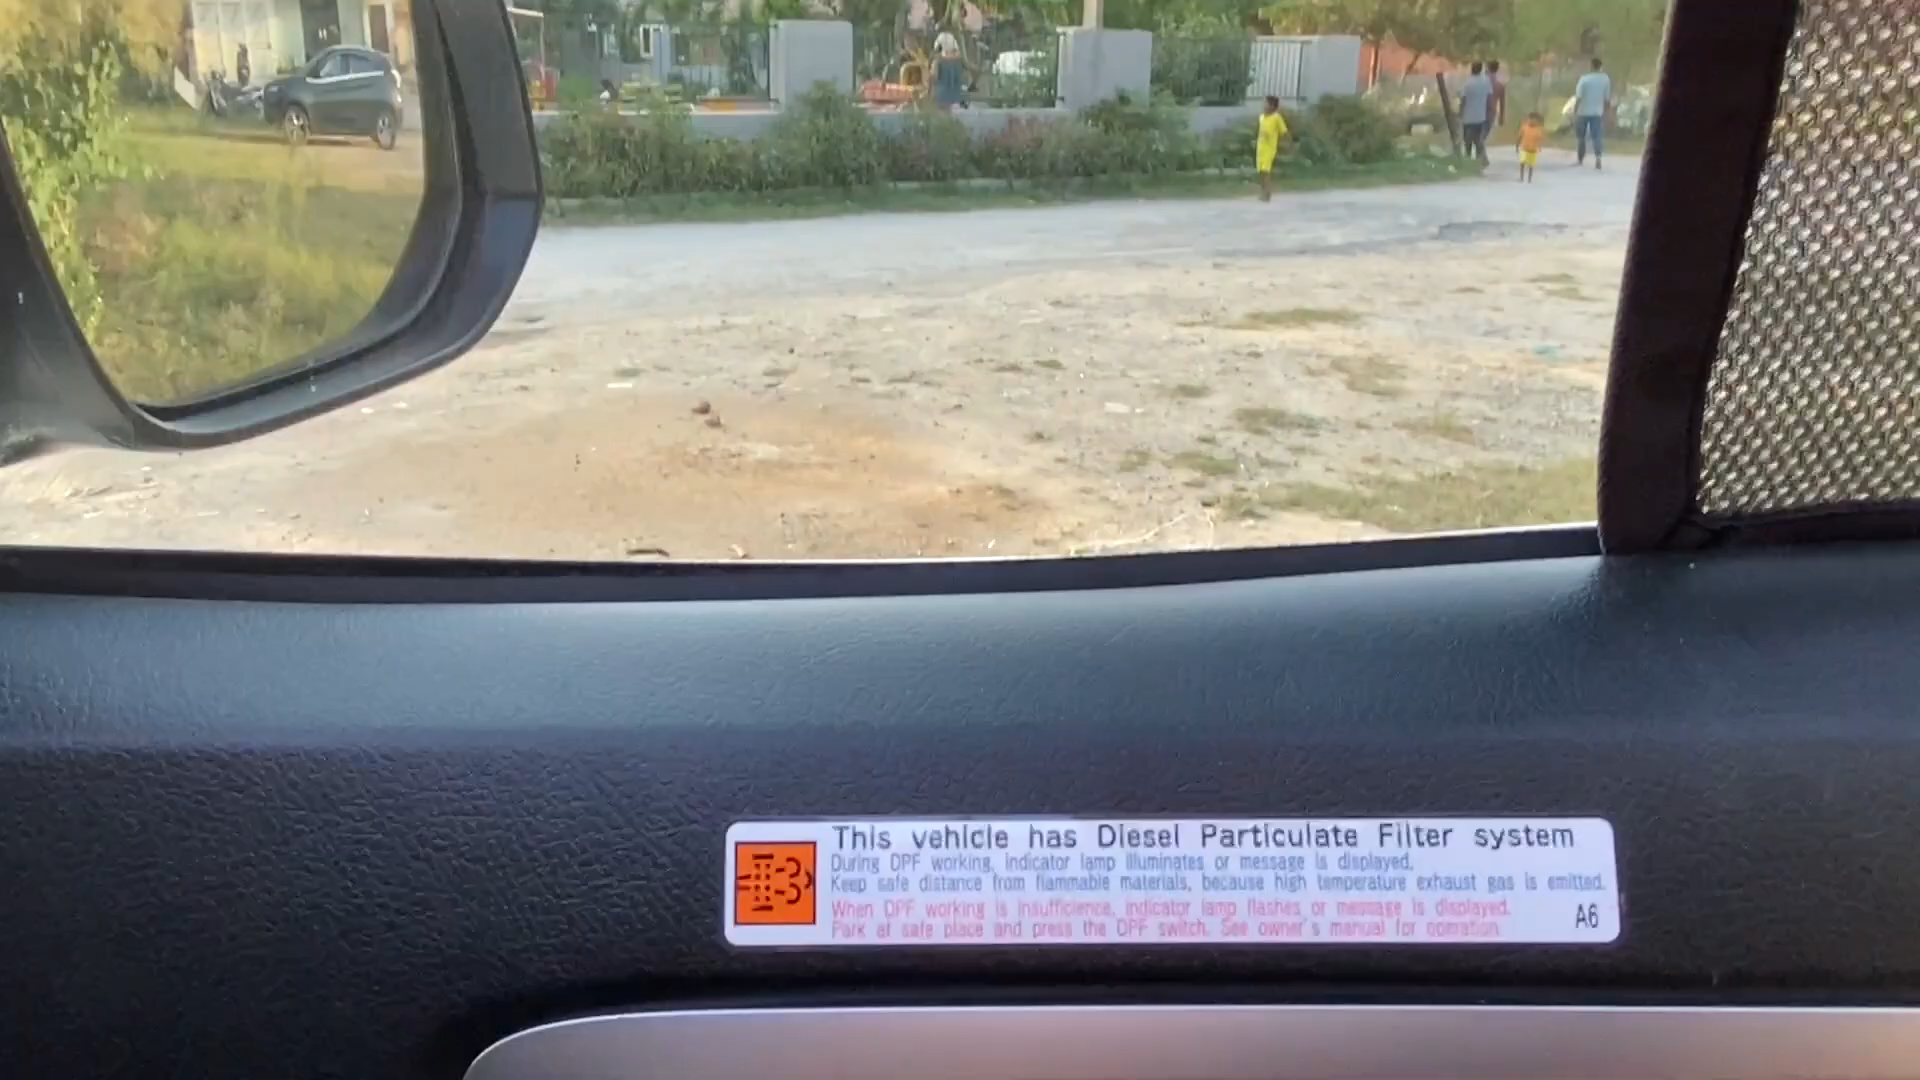 This vehicle has Diesel Particulate Filter system
During DPF working, indicator lamp illuminates or message is displayed.
Keep safe distance from flammable materials, because high temperature exhaust gas is emitted.
When DPF working is insufficience, indicator lamp flashes or message is displayed.
Park at safe place and press the DPF switch. See owner's manual for operation.
A6